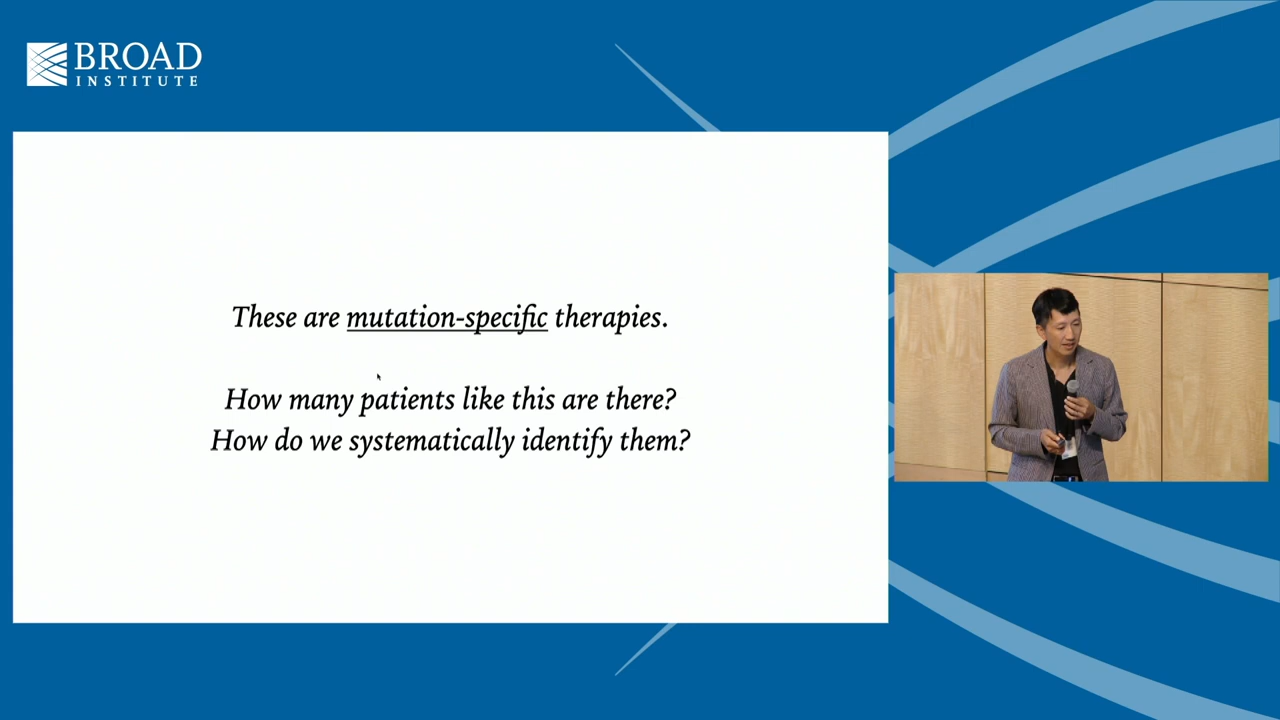 BROAD
INSTITUTE
These are mutation-specific therapies.
How many patients like this are there?
How do we systematically identify them?